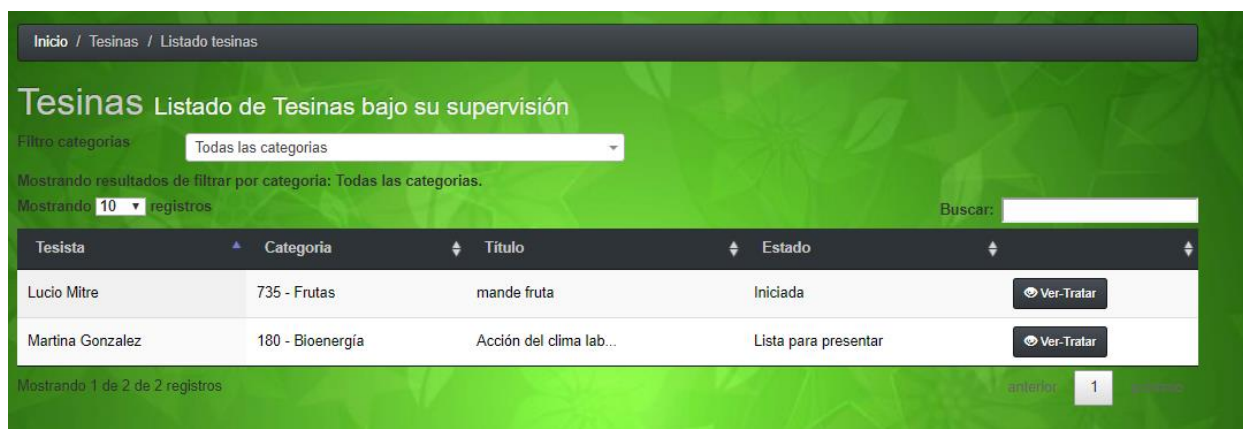 Inicio / Tesinas / Listado tesinas
Tesinas Listado de Tesinas bajo su supervisión
Filtro categorias Todas las categorias
Mostrando resultados de filtrar por categoria: Todas las categorias.
Mostrando 10 registros Buscar:
Tesista Categoria Título Estado
Lucio Mitre 735 - Frutas mande fruta Iniciada Ver-Tratar
Martina Gonzalez 180 - Bioenergía Acción del clima lab... Lista para presentar Ver-Tratar
Mostrando 1 de 2 de 2 registros anterior 1